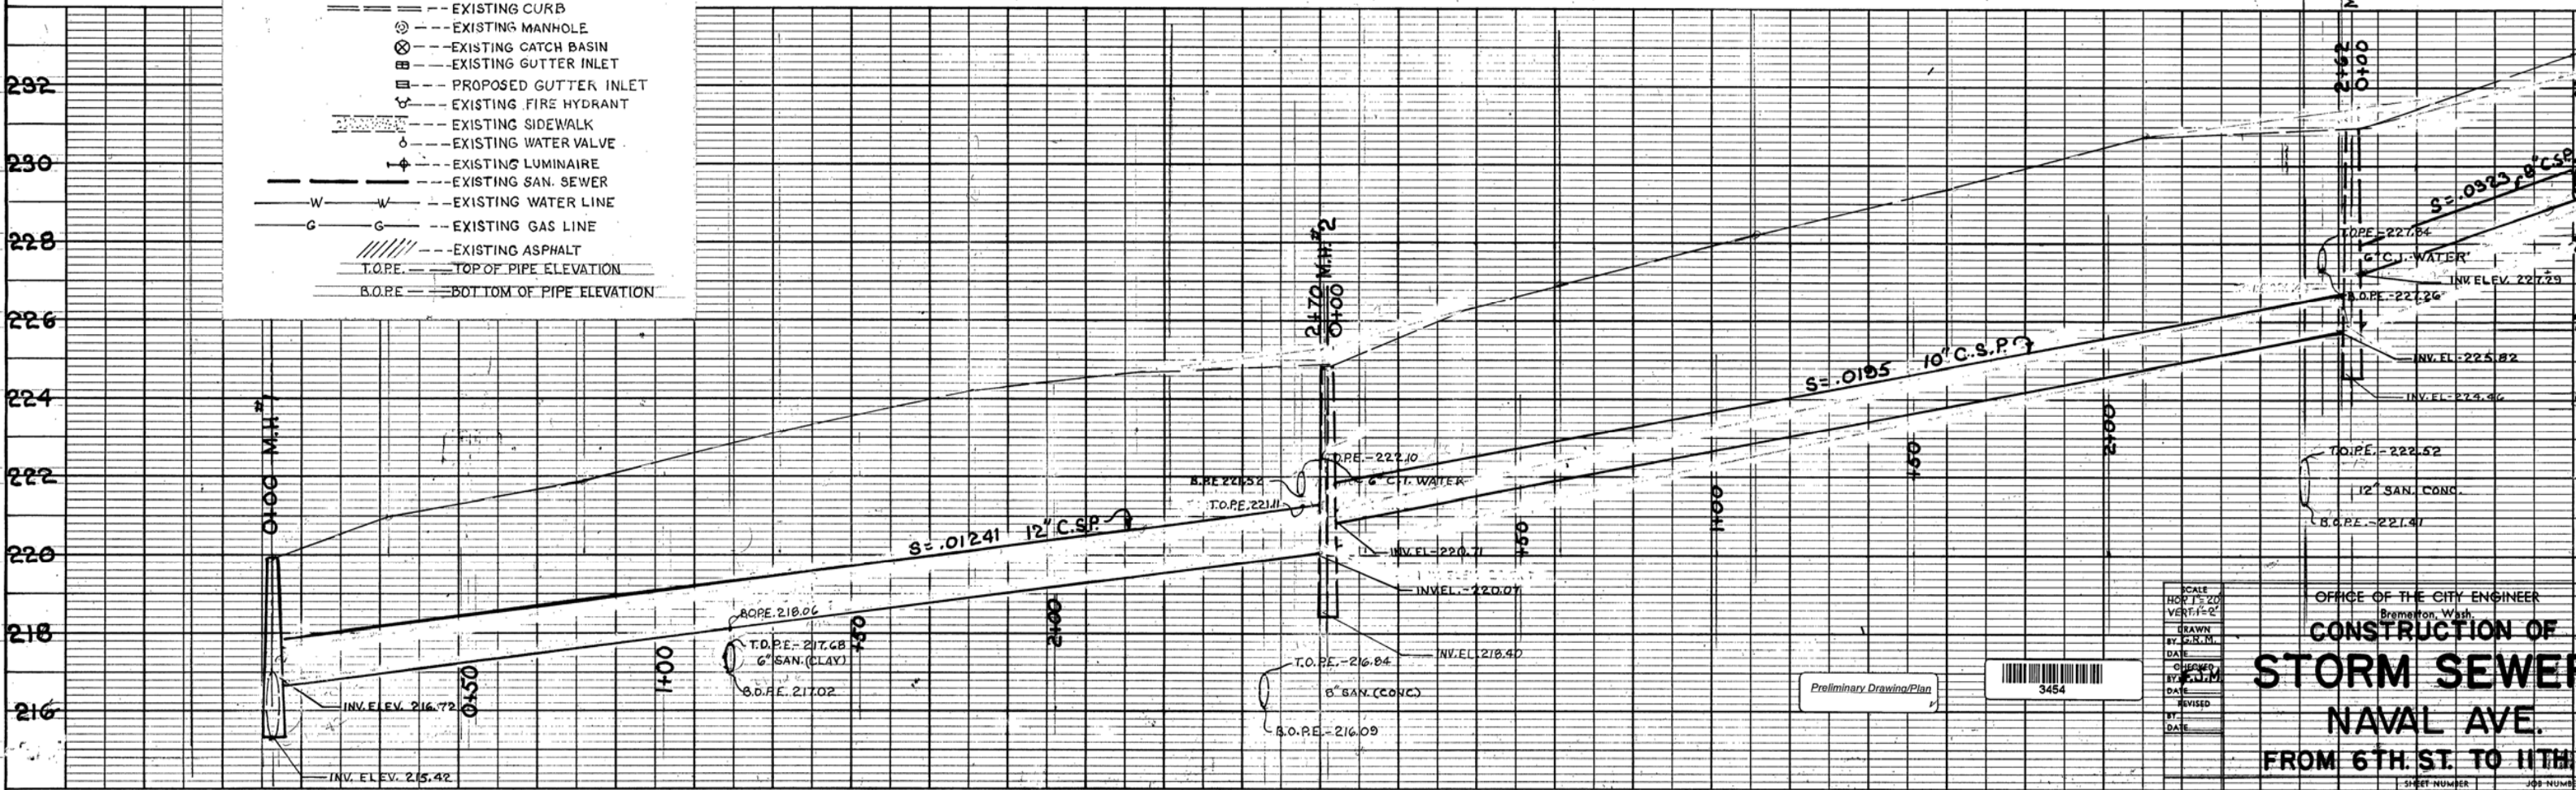 EXISTING CURB
EXISTING MANHOLE
EXISTING CATCH BASIN
EXISTING GUTTER INLET
PROPOSED GUTTER INLET
EXISTING FIRE HYDRANT
EXISTING SIDEWALK
EXISTING WATER VALVE
EXISTING LUMINAIRE
EXISTING SAN. SEWER
W W EXISTING WATER LINE
G G EXISTING GAS LINE
EXISTING ASPHALT
T.O.P.E. TOP OF PIPE ELEVATION
B.O.P.E BOTTOM OF PIPE ELEVATION
232
230
228
226
224
222
220
218
216
0+00 M.H.#1
INV. ELEV. 216.72
INV. ELEV. 215.42
0+50
1+00
B.O.P.E. 218.06
T.O.P.E.-217.68
6" SAN. (CLAY)
B.O.P.E. 217.02
+50
S=.01241 12" C.S.P.
2+00
2+70 M.H.#2
0+00
T.O.P.E.-222.10
B.P.E 221.52
6" C.I. WATER
T.O.P.E. 221.11
INV. EL-220.71
INV. EL.-220.07
INV. EL. 218.40
T.O.P.E.-216.84
8" SAN. (CONC.)
B.O.P.E.-216.09
+50
1+00
S=.0185 10" C.S.P.
+50
2+00
2+62
0+00
S=.0323 8" C.S.P.
T.O.P.E-227.84
6" C.I. WATER
INV. ELEV. 227.29
B.O.P.E.-227.26
INV. EL-225.82
INV. EL-224.46
T.O.P.E.-222.52
12" SAN. CONC.
B.O.P.E.-221.41
Preliminary Drawing/Plan
3454
SCALE
HOR. 1"=20'
VERT. 1"=2'
DRAWN
BY G.R.M.
DATE
CHECKED
BY
DATE
REVISED
BY
DATE
OFFICE OF THE CITY ENGINEER
Bremerton, Wash.
CONSTRUCTION OF
STORM SEWER
NAVAL AVE.
FROM 6TH. ST. TO 11TH.
SHEET NUMBER
JOB NUM